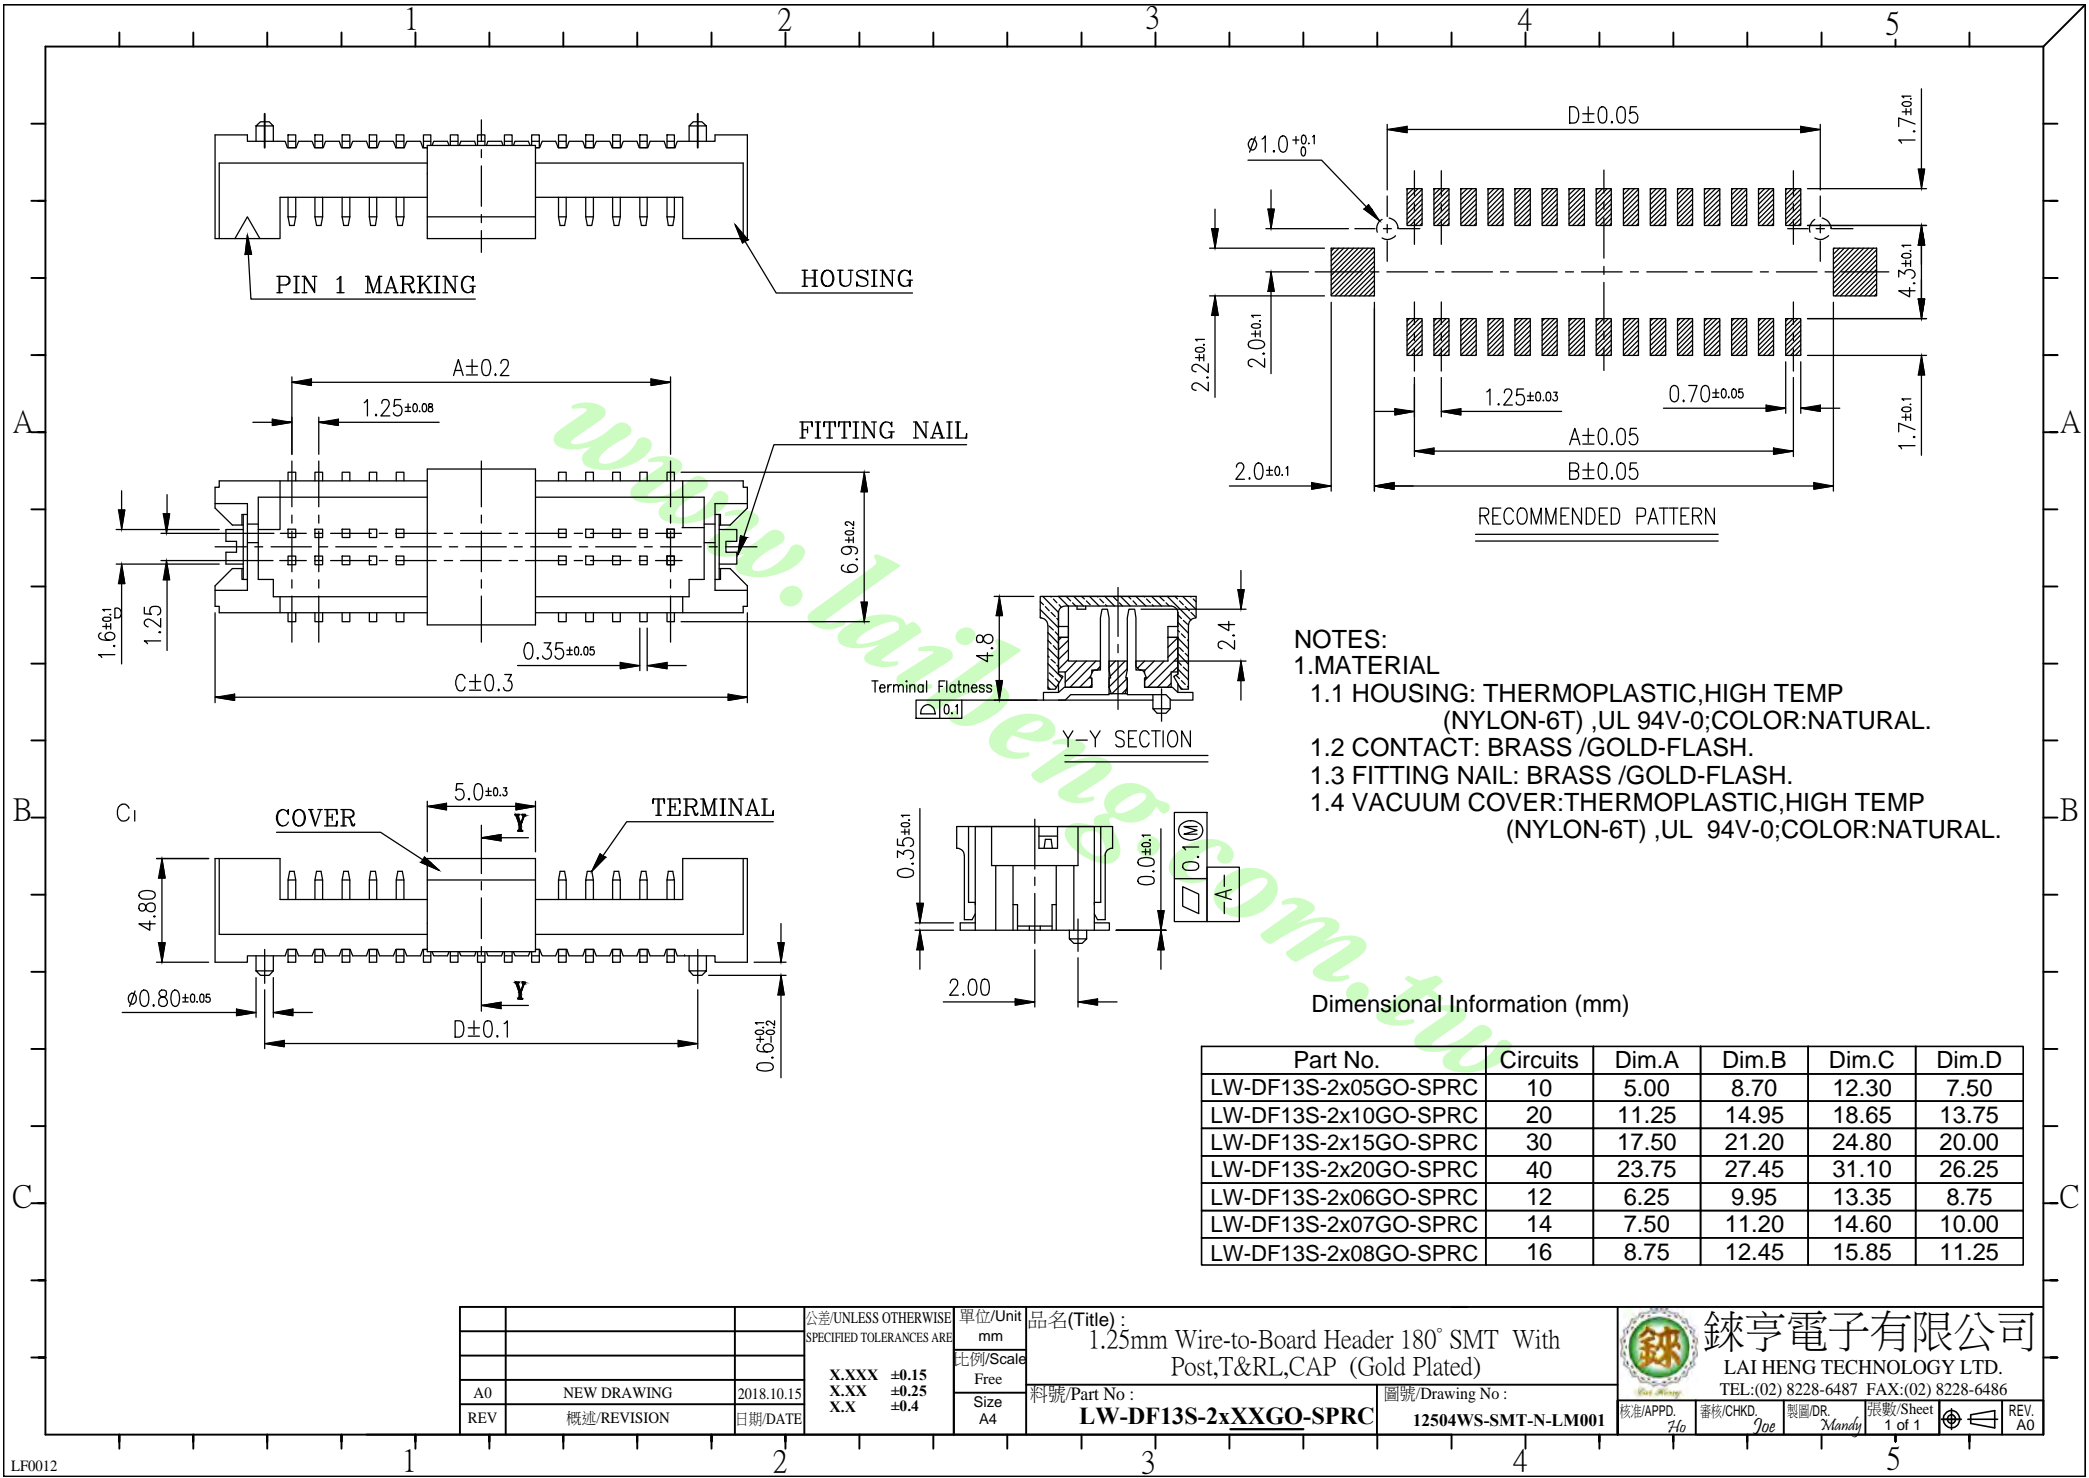 1 2 3 4 5
PIN 1 MARKING
HOUSING
D±0.05
1.7±0.1
ø1.0 +0.1 0
4.3±0.1
2.2±0.1
2.0±0.1
1.25±0.03
0.70±0.05
1.7±0.1
A±0.05
2.0±0.1
B±0.05
RECOMMENDED PATTERN
A±0.2
1.25±0.08
FITTING NAIL
A
A
6.9±0.2
1.6±0.1
1.25
0.35±0.05
C±0.3
4.8
2.4
Terminal Flatness
0.1
Y-Y SECTION
www.laiheng.com.tw
NOTES:
1.MATERIAL
1.1 HOUSING: THERMOPLASTIC,HIGH TEMP
(NYLON-6T) ,UL 94V-0;COLOR:NATURAL.
1.2 CONTACT: BRASS /GOLD-FLASH.
1.3 FITTING NAIL: BRASS /GOLD-FLASH.
1.4 VACUUM COVER:THERMOPLASTIC,HIGH TEMP
(NYLON-6T) ,UL 94V-0;COLOR:NATURAL.
B
B
5.0±0.3
COVER
Y
TERMINAL
4.80
ø0.80±0.05
Y
D±0.1
0.6 +0.1 -0.2
0.35±0.1
0.0±0.1
0.1Ⓜ
-A-
2.00
Dimensional Information (mm)
Part No. Circuits Dim.A Dim.B Dim.C Dim.D
LW-DF13S-2x05GO-SPRC 10 5.00 8.70 12.30 7.50
LW-DF13S-2x10GO-SPRC 20 11.25 14.95 18.65 13.75
LW-DF13S-2x15GO-SPRC 30 17.50 21.20 24.80 20.00
LW-DF13S-2x20GO-SPRC 40 23.75 27.45 31.10 26.25
LW-DF13S-2x06GO-SPRC 12 6.25 9.95 13.35 8.75
LW-DF13S-2x07GO-SPRC 14 7.50 11.20 14.60 10.00
LW-DF13S-2x08GO-SPRC 16 8.75 12.45 15.85 11.25
C
C
A0 NEW DRAWING 2018.10.15
REV 概述/REVISION 日期/DATE
公差/UNLESS OTHERWISE
SPECIFIED TOLERANCES ARE
X.XXX ±0.15
X.XX ±0.25
X.X ±0.4
單位/Unit
mm
比例/Scale
Free
Size
A4
品名(Title) :
1.25mm Wire-to-Board Header 180° SMT With
Post,T&RL,CAP (Gold Plated)
料號/Part No :
LW-DF13S-2xXXGO-SPRC
圖號/Drawing No :
12504WS-SMT-N-LM001
錸
Lai Heng
錸亨電子有限公司
LAI HENG TECHNOLOGY LTD.
TEL:(02) 8228-6487 FAX:(02) 8228-6486
核准/APPD.
Ho
審核/CHKD.
Joe
製圖/DR.
Mandy
張數/Sheet
1 of 1
REV.
A0
1 2 3 4 5
LF0012